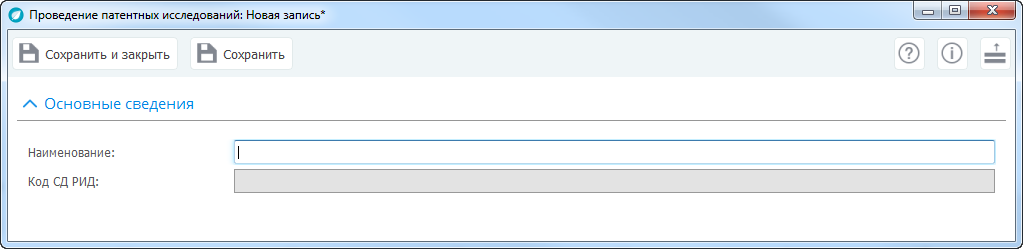 Проведение патентных исследований: Новая запись*
Сохранить и закрыть Сохранить
Основные сведения
Наименование:
Код СД РИД: